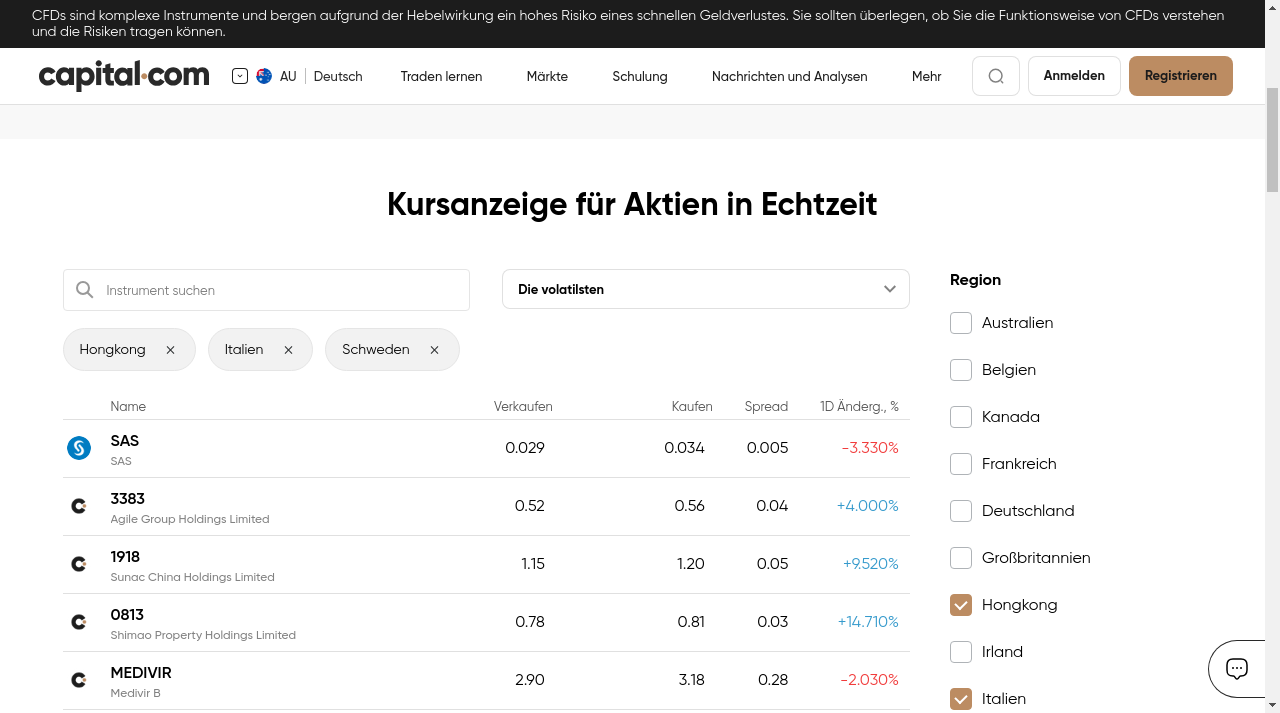 CFDs sind komplexe Instrumente und bergen aufgrund der Hebelwirkung ein hohes Risiko eines schnellen Geldverlustes. Sie sollten überlegen, ob Sie die Funktionsweise von CFDs verstehen
und die Risiken tragen können.
capital.com AU Deutsch Traden lernen Märkte Schulung Nachrichten und Analysen Mehr Anmelden Registrieren
Kursanzeige für Aktien in Echtzeit
Instrument suchen
Die volatilsten
Hongkong Italien Schweden
Name Verkaufen Kaufen Spread 1D Änderg., %
SAS 0.029 0.034 0.005 -3.330%
SAS
3383 0.52 0.56 0.04 +4.000%
Agile Group Holdings Limited
1918 1.15 1.20 0.05 +9.520%
Sunac China Holdings Limited
0813 0.78 0.81 0.03 +14.710%
Shimao Property Holdings Limited
MEDIVIR 2.90 3.18 0.28 -2.030%
Medivir B
Region
Australien
Belgien
Kanada
Frankreich
Deutschland
Großbritannien
Hongkong
Irland
Italien